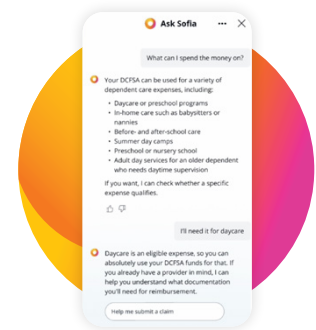 Ask Sofia
What can I spend the money on?
Your DCFSA can be used for a variety of
dependent care expenses, including:
• Daycare or preschool programs
• In-home care such as babysitters or
nannies
• Before- and after-school care
• Summer day camps
• Preschool or nursery school
• Adult day services for an older dependent
who needs daytime supervision
If you want, I can check whether a specific
expense qualifies.
I'll need it for daycare
Daycare is an eligible expense, so you can
absolutely use your DCFSA funds for that. If
you already have a provider in mind, I can
help you understand what documentation
you'll need for reimbursement.
Help me submit a claim